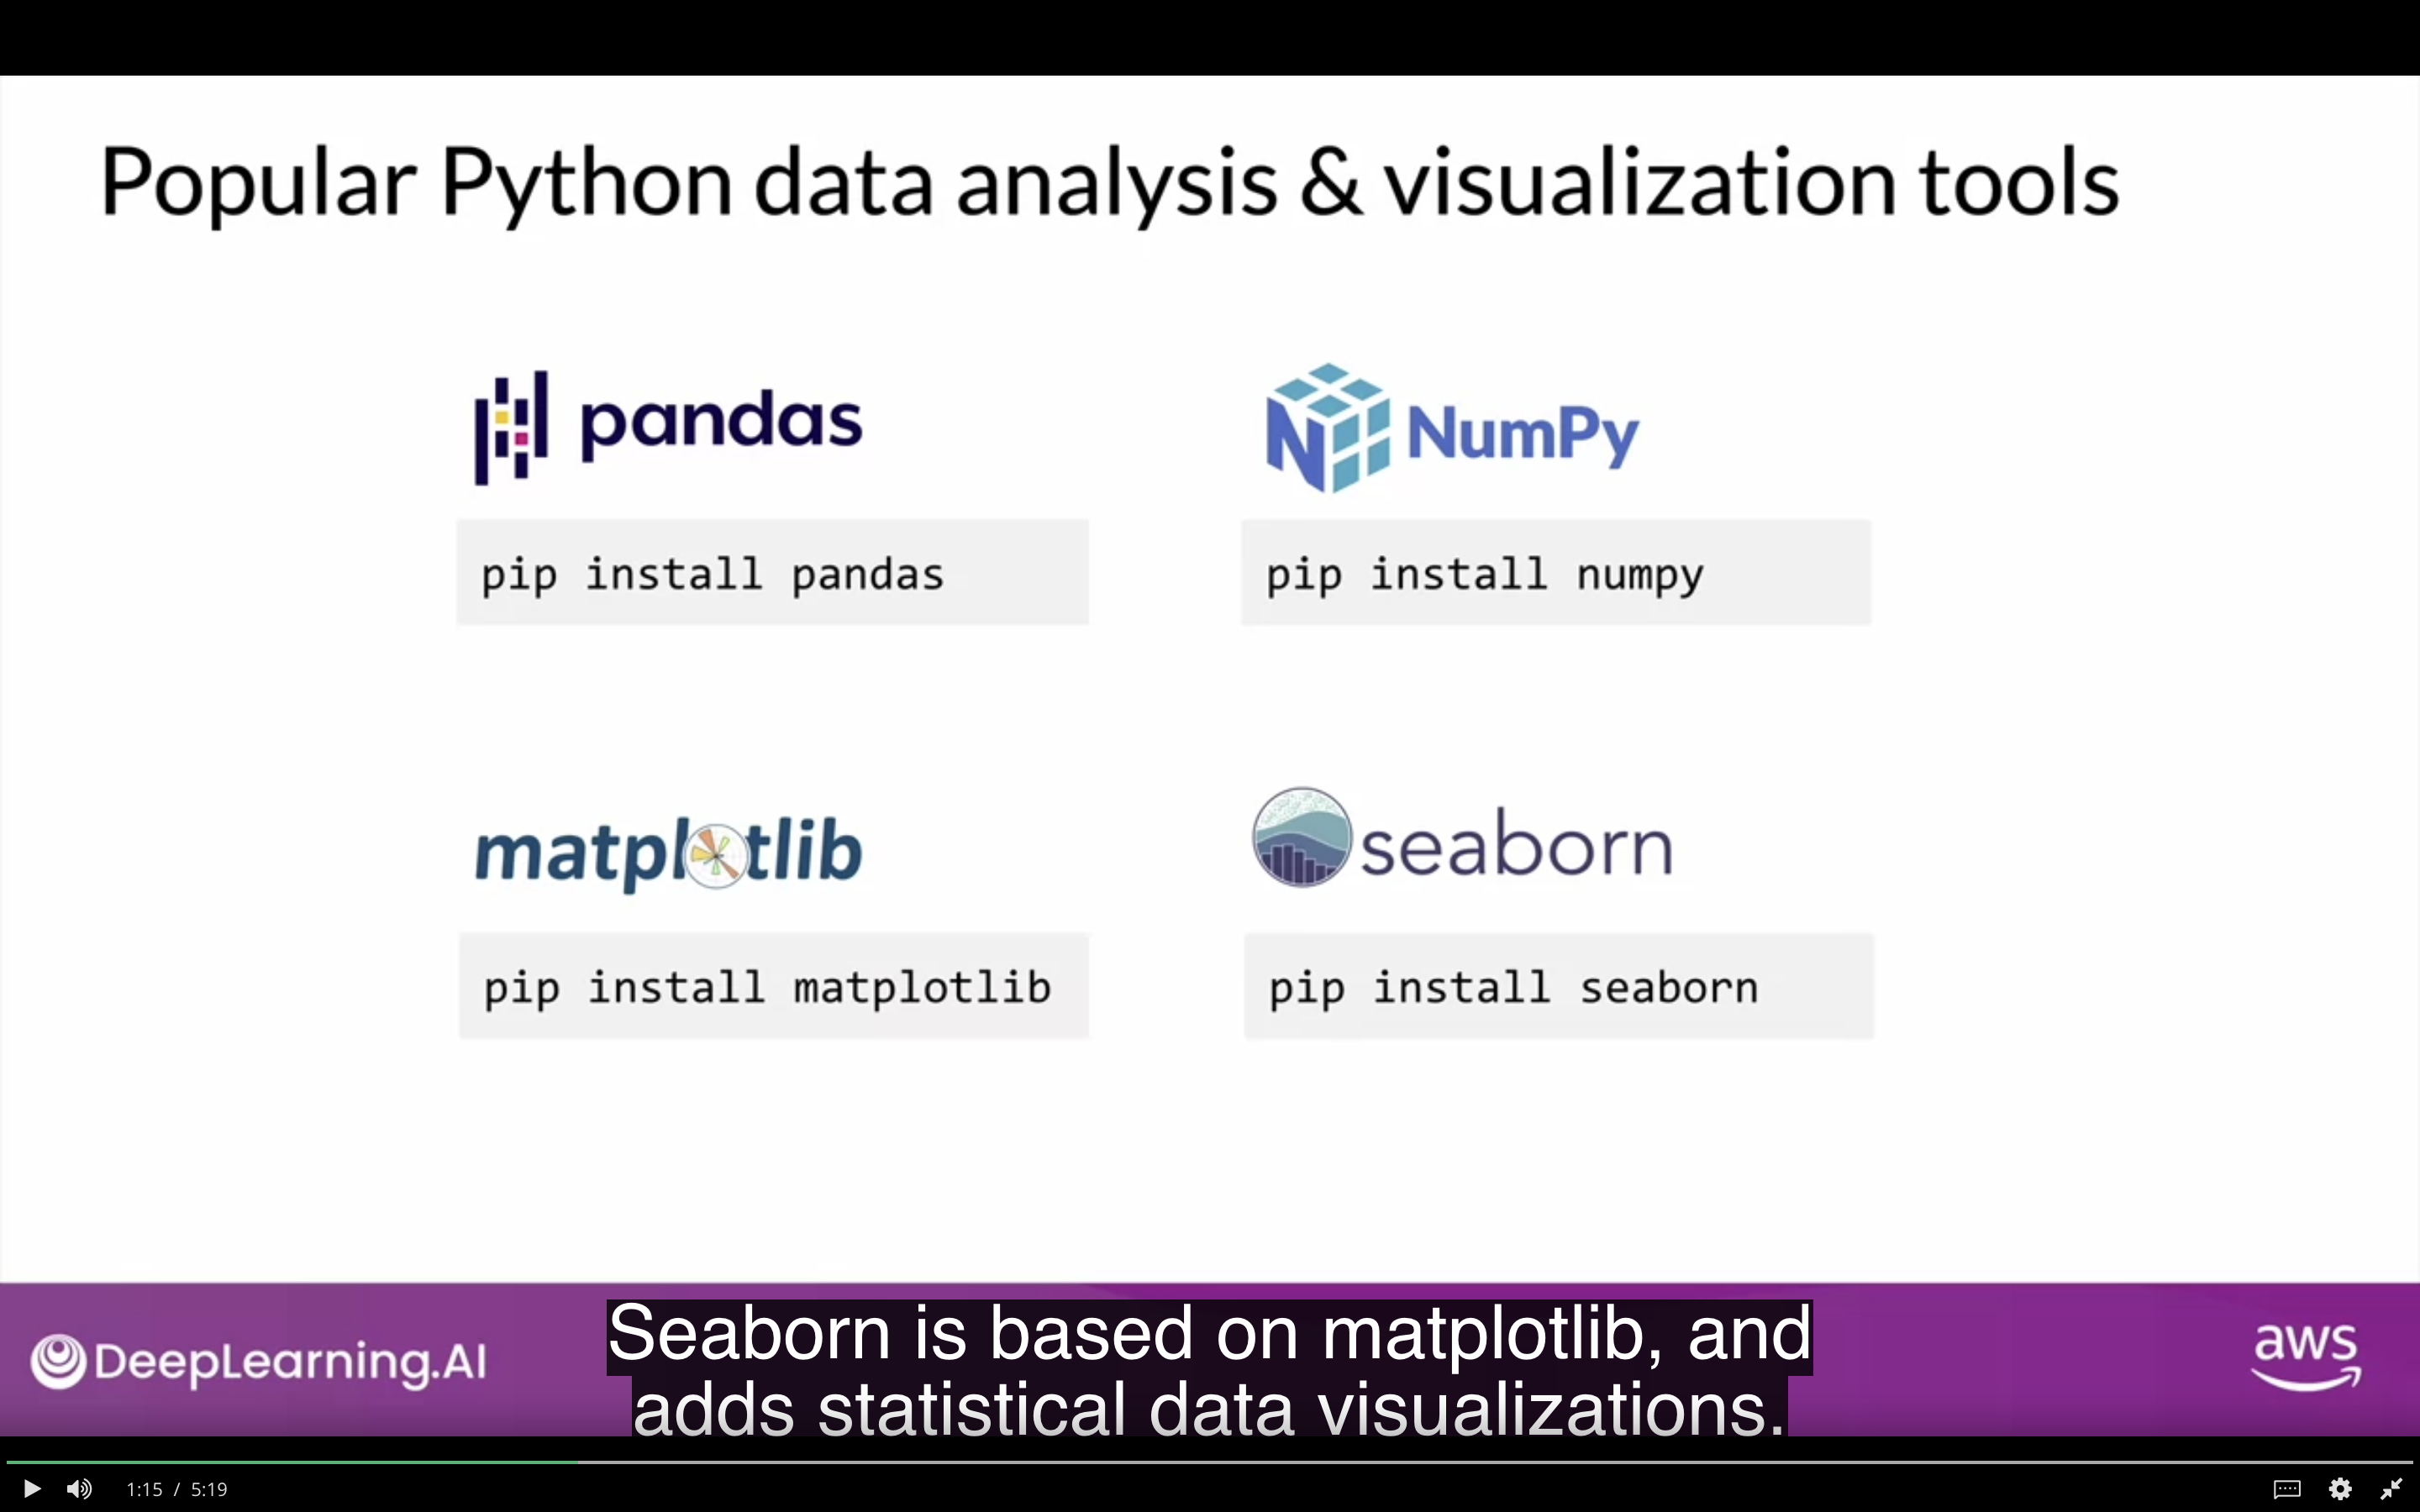 Popular Python data analysis & visualization tools
pandas
NumPy
pip install pandas
pip install numpy
matplotlib
seaborn
pip install matplotlib
pip install seaborn
DeepLearning.AI
Seaborn is based on matplotlib, and
adds statistical data visualizations.
aws
1:15 / 5:19